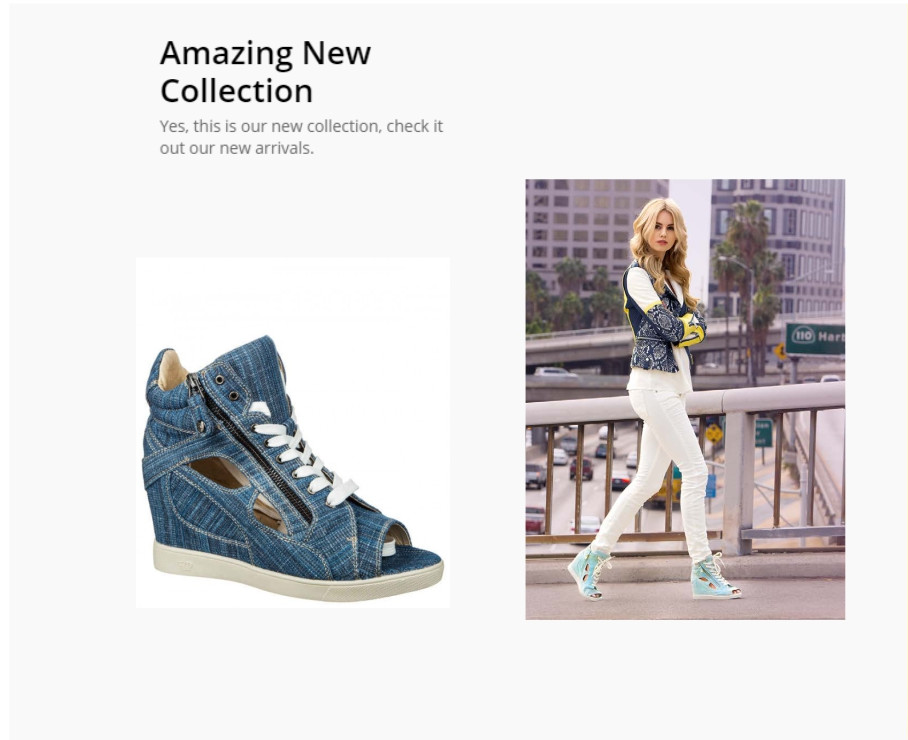 Amazing New
Collection
Yes, this is our new collection, check it
out our new arrivals.
110 Harb